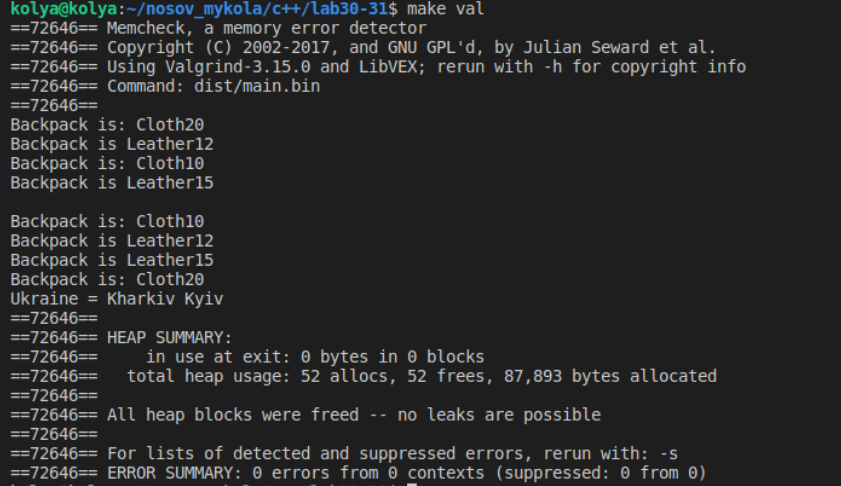 kolya@kolya:~/nosov_mykola/c++/lab30-31$ make val
==72646== Memcheck, a memory error detector
==72646== Copyright (C) 2002-2017, and GNU GPL'd, by Julian Seward et al.
==72646== Using Valgrind-3.15.0 and LibVEX; rerun with -h for copyright info
==72646== Command: dist/main.bin
==72646==
Backpack is: Cloth20
Backpack is Leather12
Backpack is: Cloth10
Backpack is Leather15

Backpack is: Cloth10
Backpack is Leather12
Backpack is Leather15
Backpack is: Cloth20
Ukraine = Kharkiv Kyiv
==72646==
==72646== HEAP SUMMARY:
==72646==     in use at exit: 0 bytes in 0 blocks
==72646==   total heap usage: 52 allocs, 52 frees, 87,893 bytes allocated
==72646==
==72646== All heap blocks were freed -- no leaks are possible
==72646==
==72646== For lists of detected and suppressed errors, rerun with: -s
==72646== ERROR SUMMARY: 0 errors from 0 contexts (suppressed: 0 from 0)